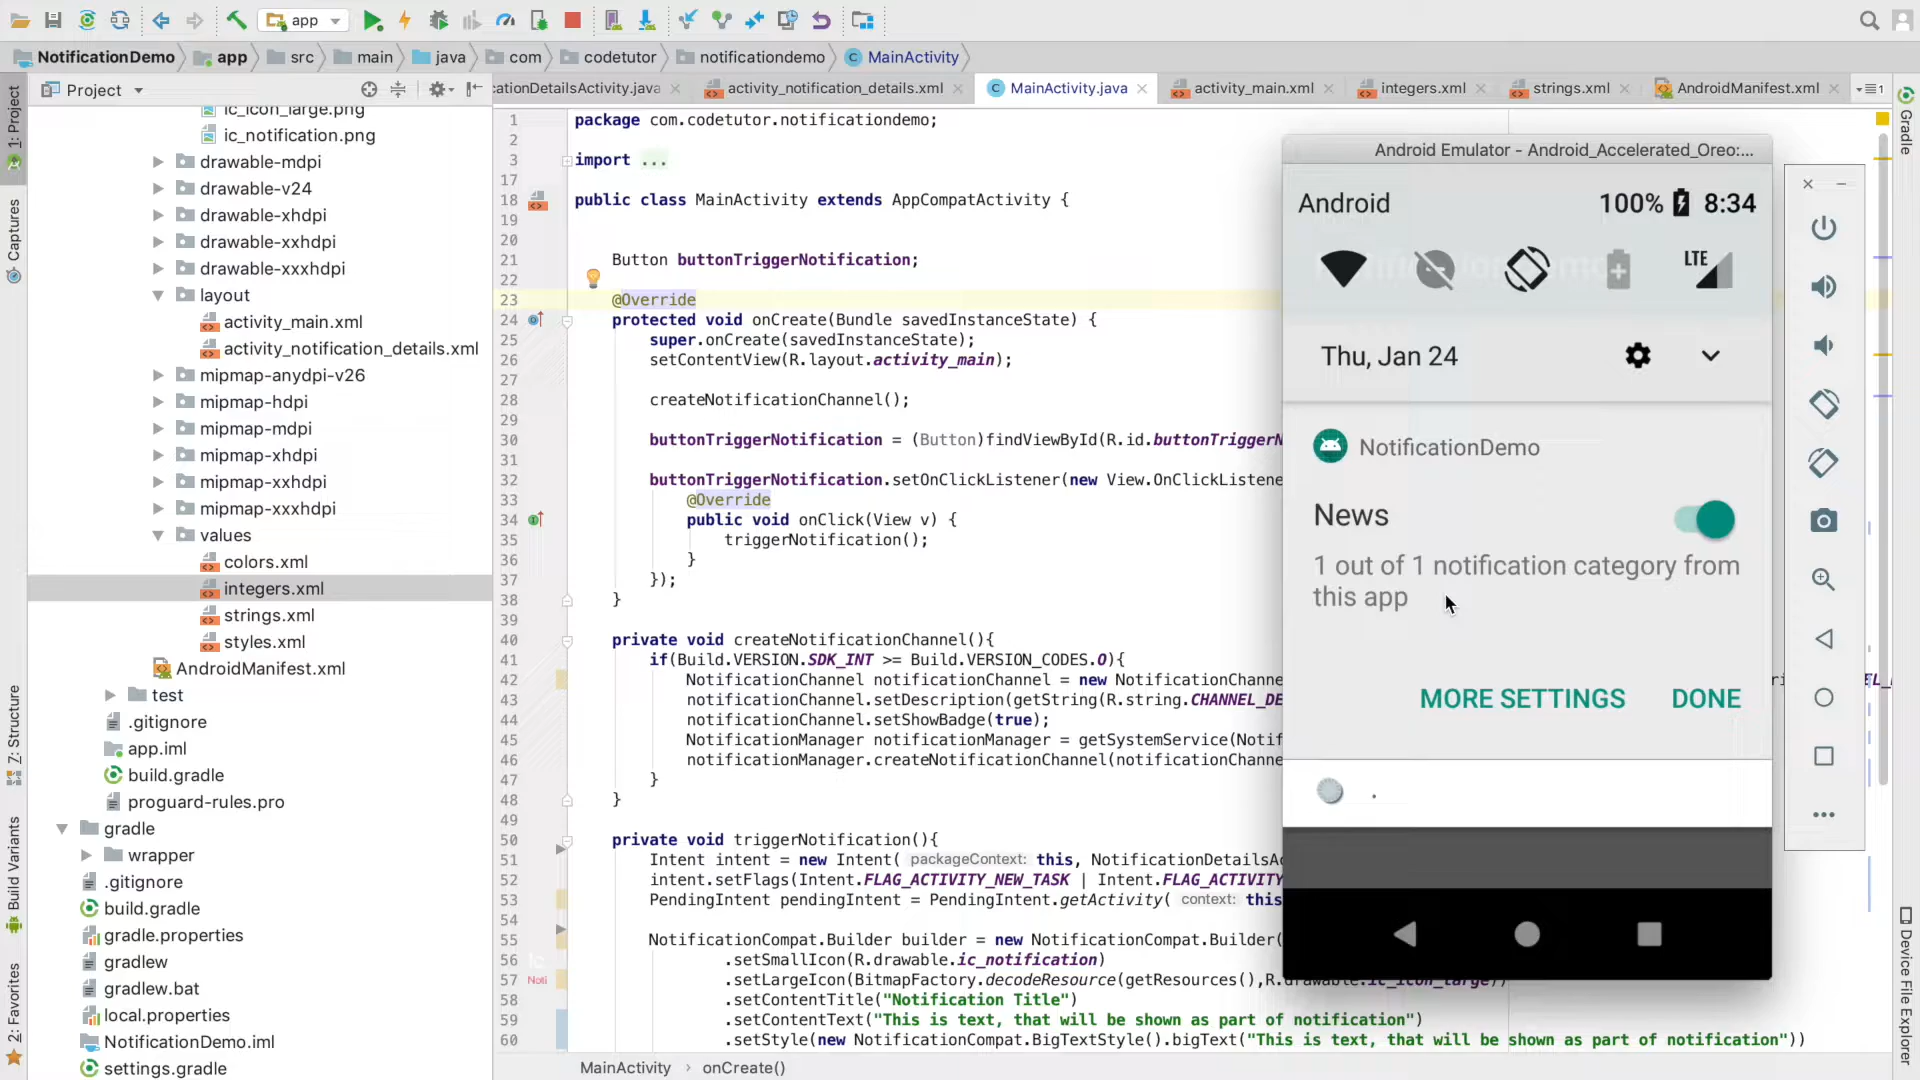 app
NotificationDemo app src main java com codetutor notificationdemo MainActivity
Project
cationDetailsActivity.java
activity_notification_details.xml
MainActivity.java
activity_main.xml
integers.xml
strings.xml
AndroidManifest.xml
1: Project
Captures
Z: Structure
Build Variants
2: Favorites
Gradle
Device File Explorer
ic_icon_large.png
ic_notification.png
drawable-mdpi
drawable-v24
drawable-xhdpi
drawable-xxhdpi
drawable-xxxhdpi
layout
activity_main.xml
activity_notification_details.xml
mipmap-anydpi-v26
mipmap-hdpi
mipmap-mdpi
mipmap-xhdpi
mipmap-xxhdpi
mipmap-xxxhdpi
values
colors.xml
integers.xml
strings.xml
styles.xml
AndroidManifest.xml
test
.gitignore
app.iml
build.gradle
proguard-rules.pro
gradle
wrapper
.gitignore
build.gradle
gradle.properties
gradlew
gradlew.bat
local.properties
NotificationDemo.iml
settings.gradle
1 package com.codetutor.notificationdemo;
2
3 import ...
17
18 public class MainActivity extends AppCompatActivity {
19
20
21 Button buttonTriggerNotification;
22
23 @Override
24 protected void onCreate(Bundle savedInstanceState) {
25 super.onCreate(savedInstanceState);
26 setContentView(R.layout.activity_main);
27
28 createNotificationChannel();
29
30 buttonTriggerNotification = (Button)findViewById(R.id.buttonTriggerN
31
32 buttonTriggerNotification.setOnClickListener(new View.OnClickListene
33 @Override
34 public void onClick(View v) {
35 triggerNotification();
36 }
37 });
38 }
39
40 private void createNotificationChannel(){
41 if(Build.VERSION.SDK_INT >= Build.VERSION_CODES.O){
42 NotificationChannel notificationChannel = new NotificationChanne
43 notificationChannel.setDescription(getString(R.string.CHANNEL_DE
44 notificationChannel.setShowBadge(true);
45 NotificationManager notificationManager = getSystemService(Notif
46 notificationManager.createNotificationChannel(notificationChanne
47 }
48 }
49
50 private void triggerNotification(){
51 Intent intent = new Intent( packageContext: this, NotificationDetailsAc
52 intent.setFlags(Intent.FLAG_ACTIVITY_NEW_TASK | Intent.FLAG_ACTIVITY
53 PendingIntent pendingIntent = PendingIntent.getActivity( context: this
54
55 NotificationCompat.Builder builder = new NotificationCompat.Builder(
56 .setSmallIcon(R.drawable.ic_notification)
57 .setLargeIcon(BitmapFactory.decodeResource(getResources(),R.drawable.ic_icon_large))
58 .setContentTitle("Notification Title")
59 .setContentText("This is text, that will be shown as part of notification")
60 .setStyle(new NotificationCompat.BigTextStyle().bigText("This is text, that will be shown as part of notification"))
MainActivity › onCreate()
Android Emulator - Android_Accelerated_Oreo:...
Android 100% 8:34
LTE
Thu, Jan 24
NotificationDemo
News
1 out of 1 notification category from
this app
MORE SETTINGS DONE